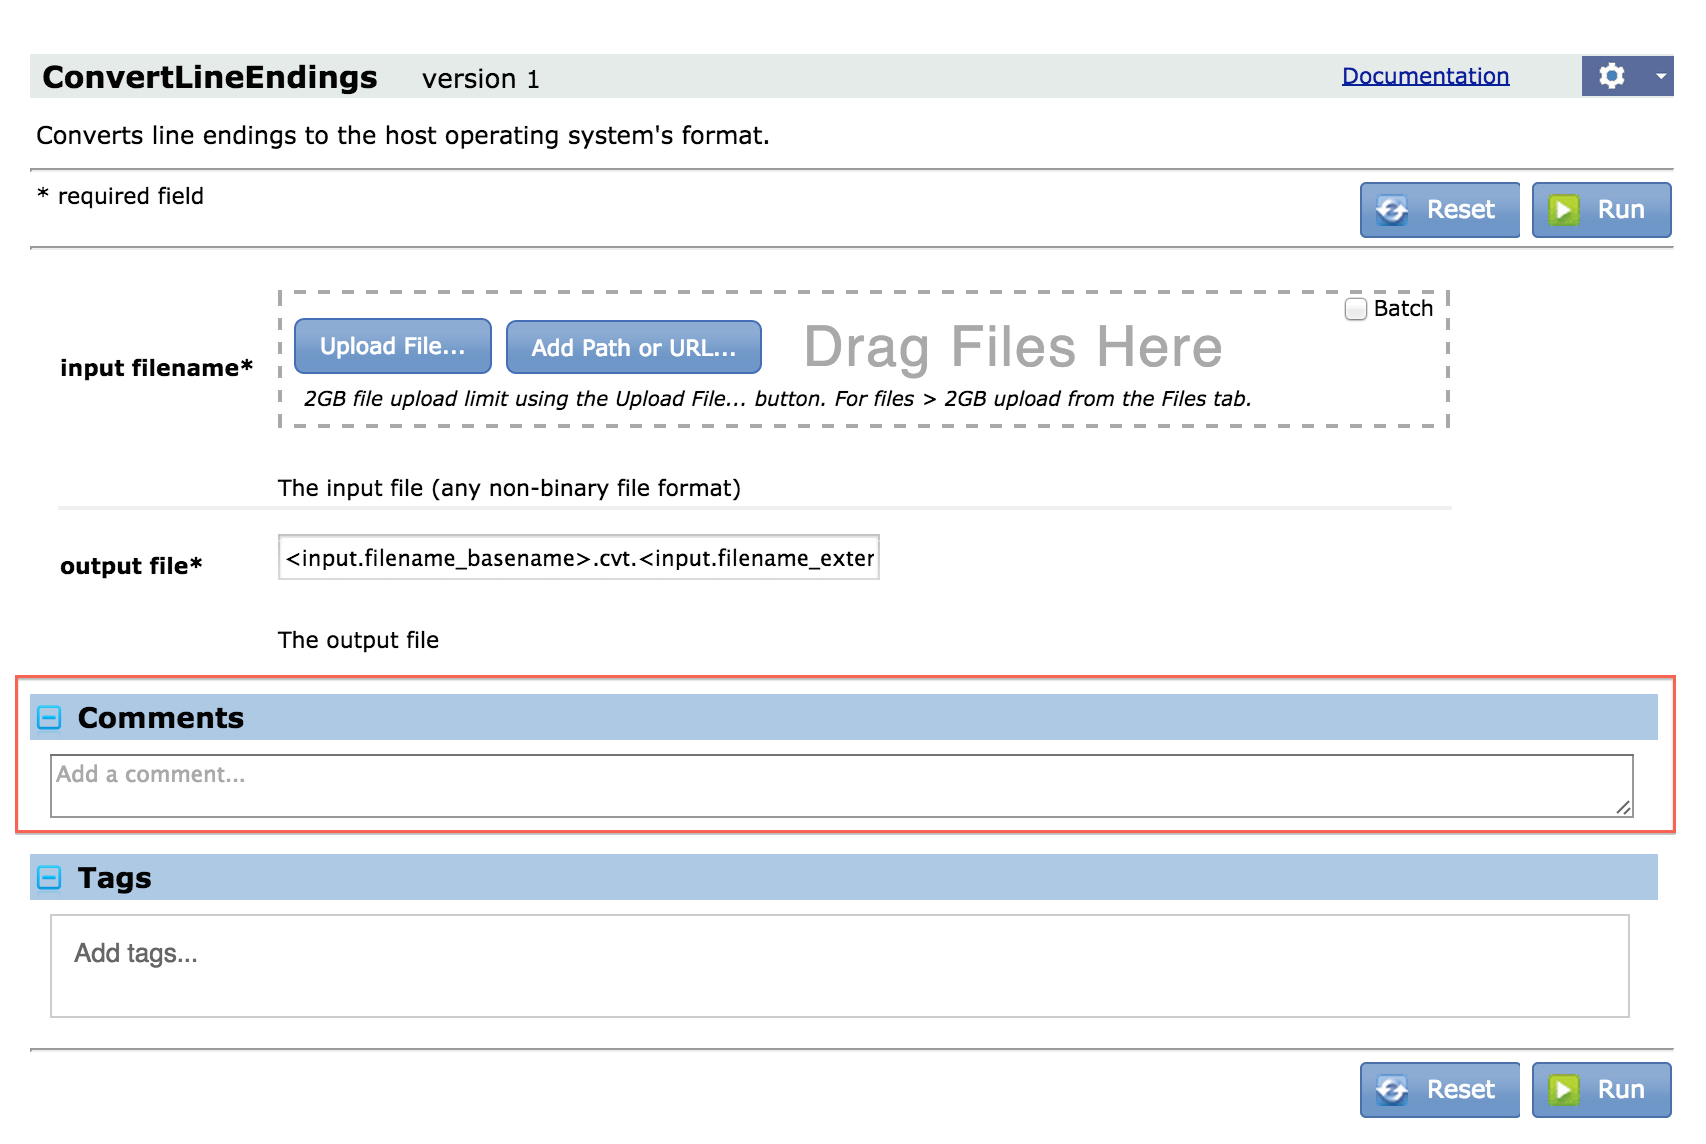 ConvertLineEndings version 1 Documentation
Converts line endings to the host operating system's format.
* required field Reset Run
Batch
input filename* Upload File... Add Path or URL... Drag Files Here
2GB file upload limit using the Upload File... button. For files > 2GB upload from the Files tab.
The input file (any non-binary file format)
output file* <input.filename_basename>.cvt.<input.filename_exter
The output file
Comments
Add a comment...
Tags
Add tags...
Reset Run